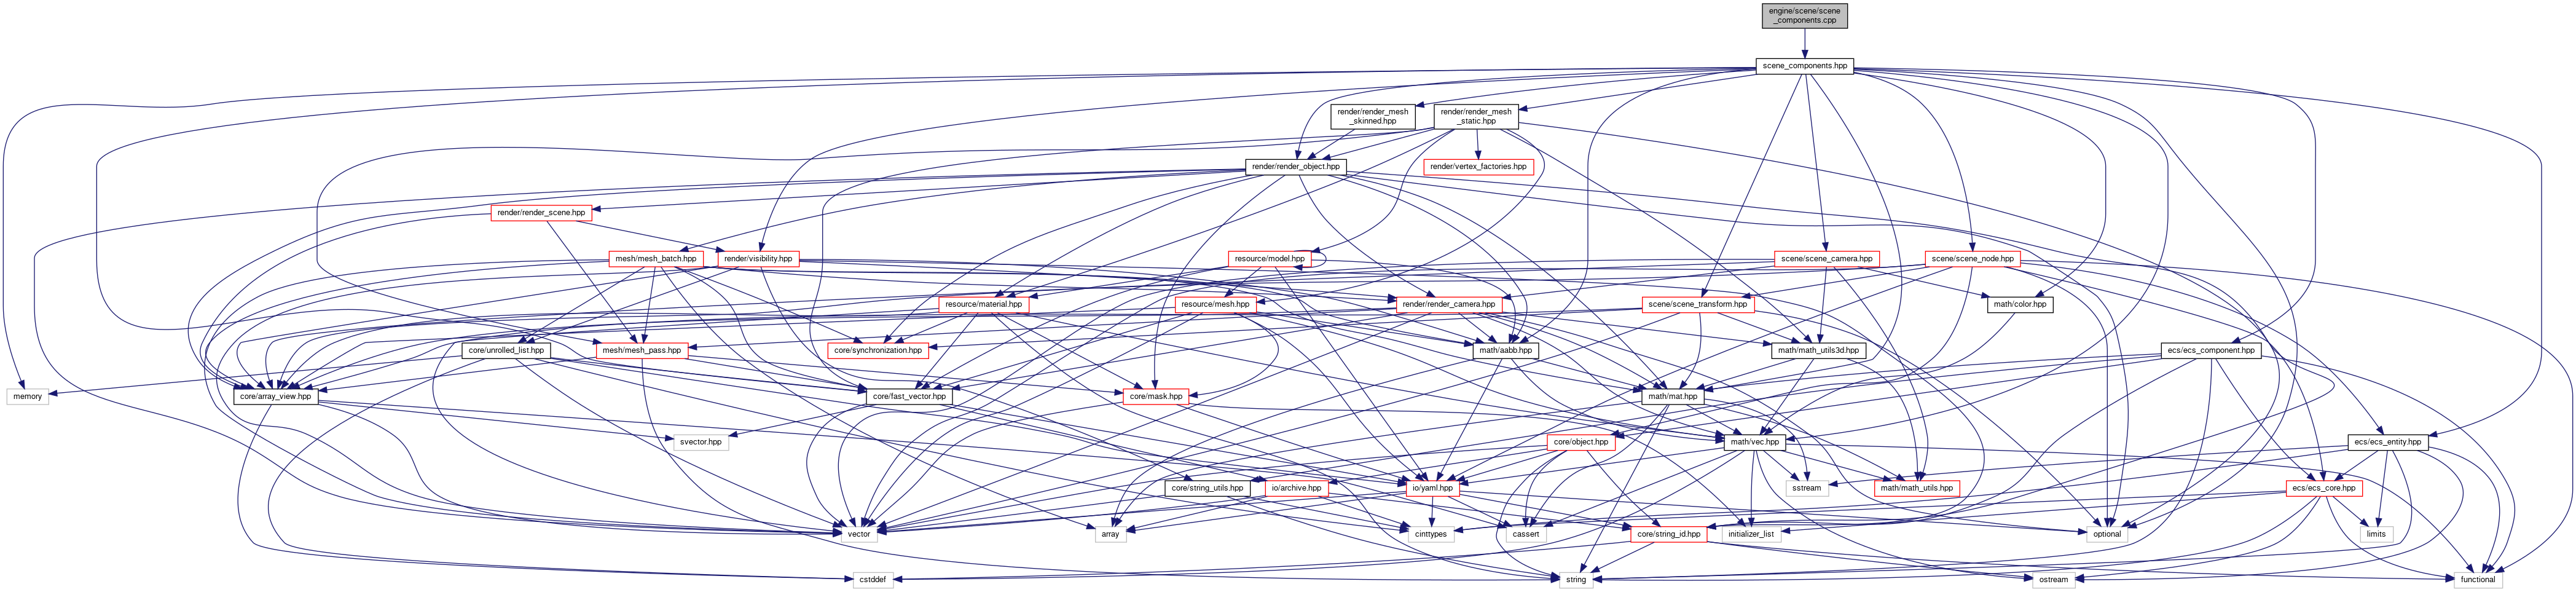 engine/scene/scene
_components.cpp
scene_components.hpp
render/render_mesh
_skinned.hpp
render/render_mesh
_static.hpp
render/render_object.hpp
render/vertex_factories.hpp
render/render_scene.hpp
mesh/mesh_batch.hpp
render/visibility.hpp
resource/model.hpp
scene/scene_camera.hpp
scene/scene_node.hpp
resource/material.hpp
resource/mesh.hpp
render/render_camera.hpp
scene/scene_transform.hpp
math/color.hpp
core/unrolled_list.hpp
mesh/mesh_pass.hpp
core/synchronization.hpp
math/aabb.hpp
math/math_utils3d.hpp
ecs/ecs_component.hpp
memory
core/array_view.hpp
core/fast_vector.hpp
core/mask.hpp
math/mat.hpp
svector.hpp
core/object.hpp
math/vec.hpp
ecs/ecs_entity.hpp
core/string_utils.hpp
io/archive.hpp
io/yaml.hpp
sstream
math/math_utils.hpp
ecs/ecs_core.hpp
vector
array
cinttypes
cassert
core/string_id.hpp
initializer_list
optional
limits
cstddef
string
ostream
functional